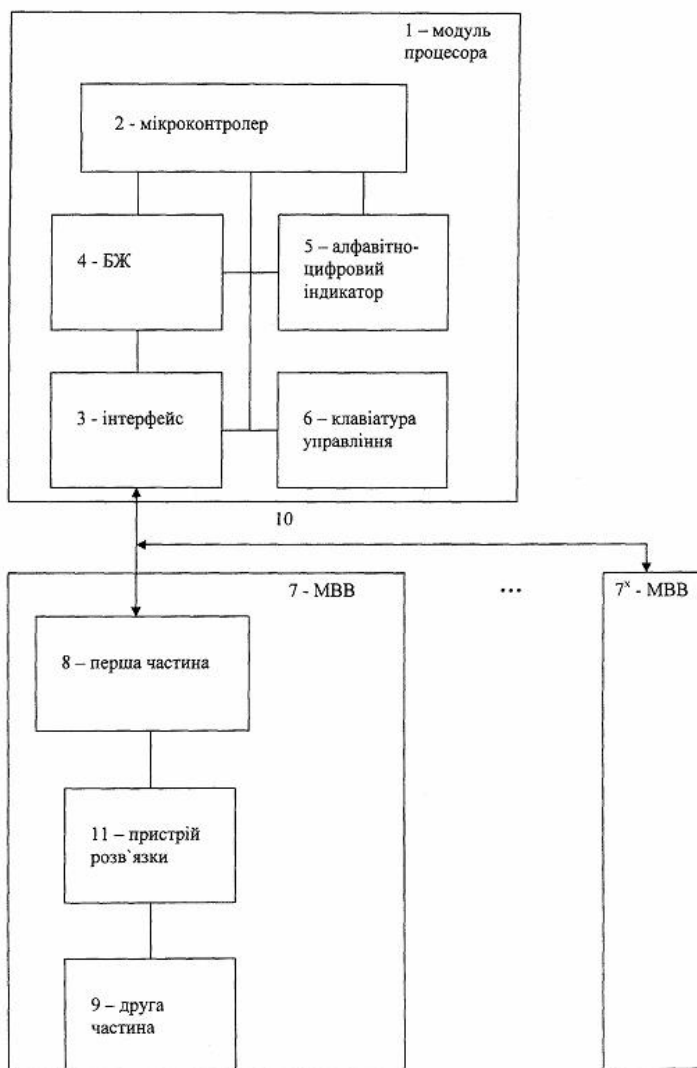 1 – модуль
процесора
2 - мікроконтролер
4 - БЖ
5 – алфавітно-
цифровий
індикатор
3 - інтерфейс
6 – клавіатура
управління
10
7 - МВВ
...
7ˣ - МВВ
8 – перша частина
11 – пристрій
розв`язки
9 – друга
частина